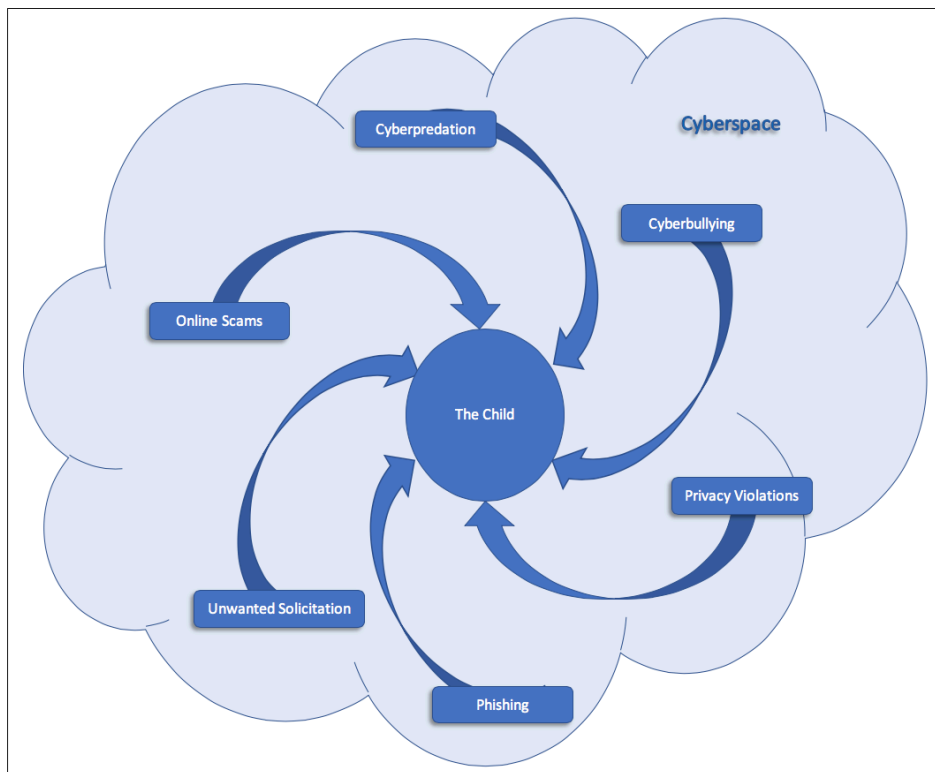 Cyberpredation
Cyberspace
Cyberbullying
Online Scams
The Child
Privacy Violations
Unwanted Solicitation
Phishing